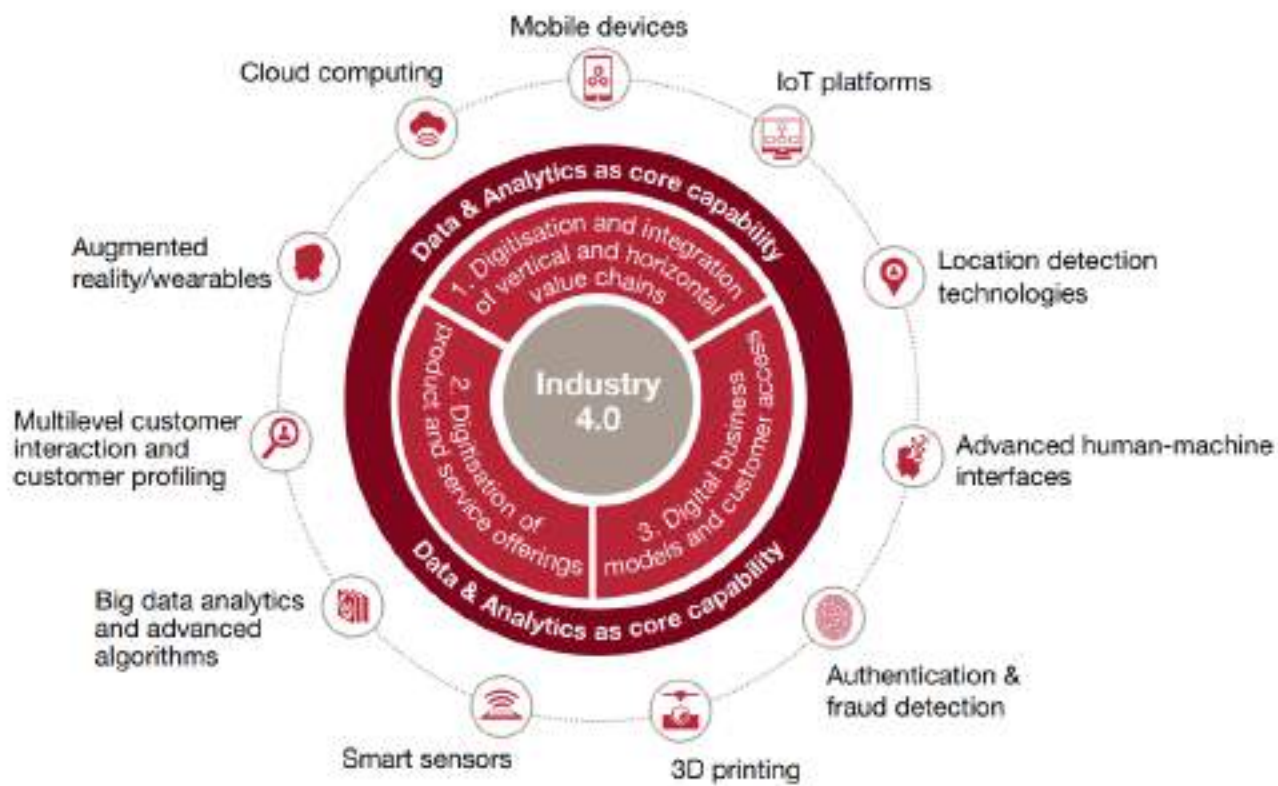 Mobile devices
Cloud computing
IoT platforms
Data & Analytics as core capability
1. Digitisation and integration
of vertical and horizontal
value chains
Augmented
reality/wearables
Location detection
technologies
Industry
4.0
2. Digitisation of
product and service offerings
3. Digital business
models and customer access
Multilevel customer
interaction and
customer profiling
Advanced human-machine
interfaces
Data & Analytics as core capability
Big data analytics
and advanced
algorithms
Authentication &
fraud detection
Smart sensors
3D printing